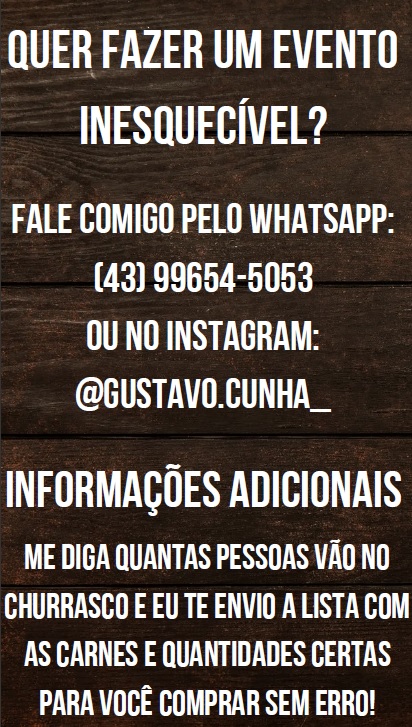 QUER FAZER UM EVENTO
INESQUECÍVEL?
FALE COMIGO PELO WHATSAPP:
(43) 99654-5053
OU NO INSTAGRAM:
@GUSTAVO.CUNHA_
INFORMAÇÕES ADICIONAIS
ME DIGA QUANTAS PESSOAS VÃO NO
CHURRASCO E EU TE ENVIO A LISTA COM
AS CARNES E QUANTIDADES CERTAS
PARA VOCÊ COMPRAR SEM ERRO!